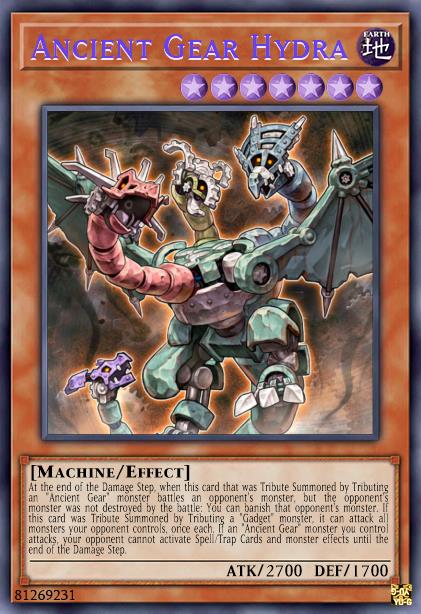 ANCIENT GEAR HYDRA
EARTH
地
[MACHINE/EFFECT]
At the end of the Damage Step, when this card that was Tribute Summoned by Tributing
an "Ancient Gear" monster battles an opponent's monster, but the opponent's
monster was not destroyed by the battle: You can banish that opponent's monster. If
this card was Tribute Summoned by Tributing a "Gadget" monster, it can attack all
monsters your opponent controls, once each. If an "Ancient Gear" monster you control
attacks, your opponent cannot activate Spell/Trap Cards and monster effects until the
end of the Damage Step.
ATK/2700 DEF/1700
81269231